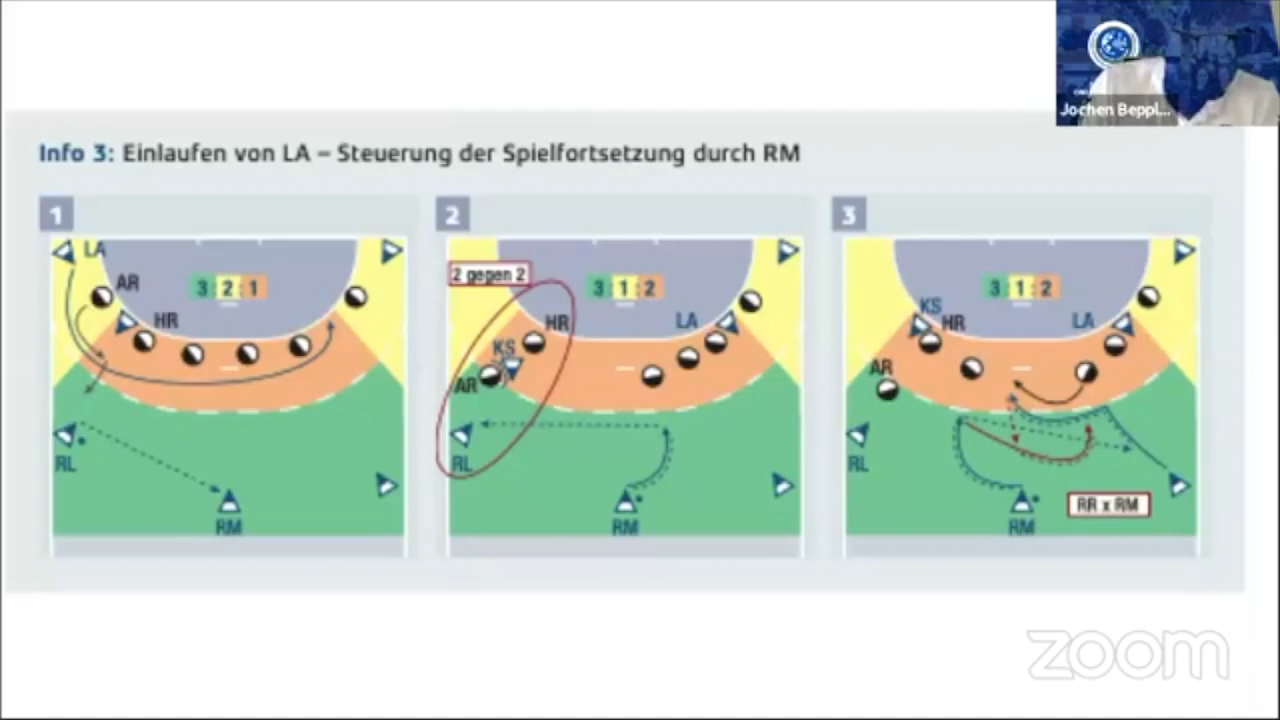 Jochen Beppl...
Info 3: Einlaufen von LA – Steuerung der Spielfortsetzung durch RM
1
LA
AR
3 : 2 : 1
HR
RL
RM
2
2 gegen 2
3 : 1 : 2
HR
LA
KS
AR
RL
RM
3
3 : 1 : 2
KS
HR
LA
AR
RL
RR x RM
RM
zoom